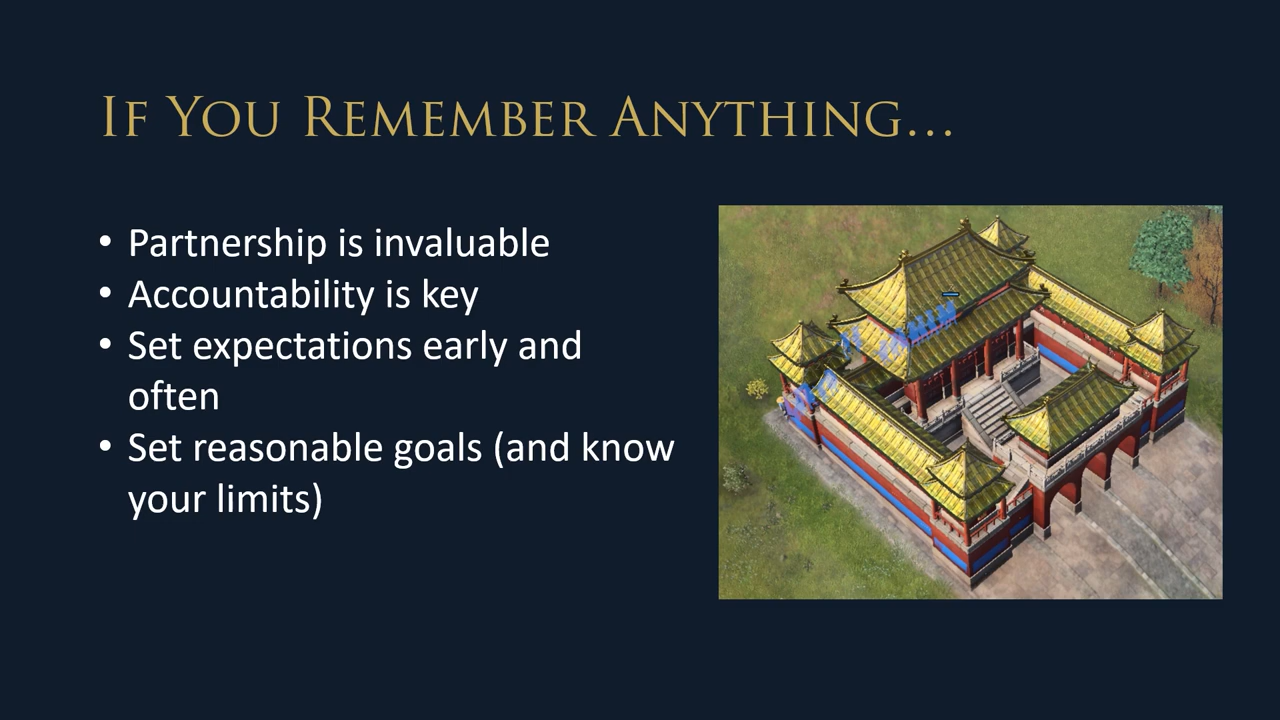 If You Remember Anything...
• Partnership is invaluable
• Accountability is key
• Set expectations early and
often
• Set reasonable goals (and know
your limits)